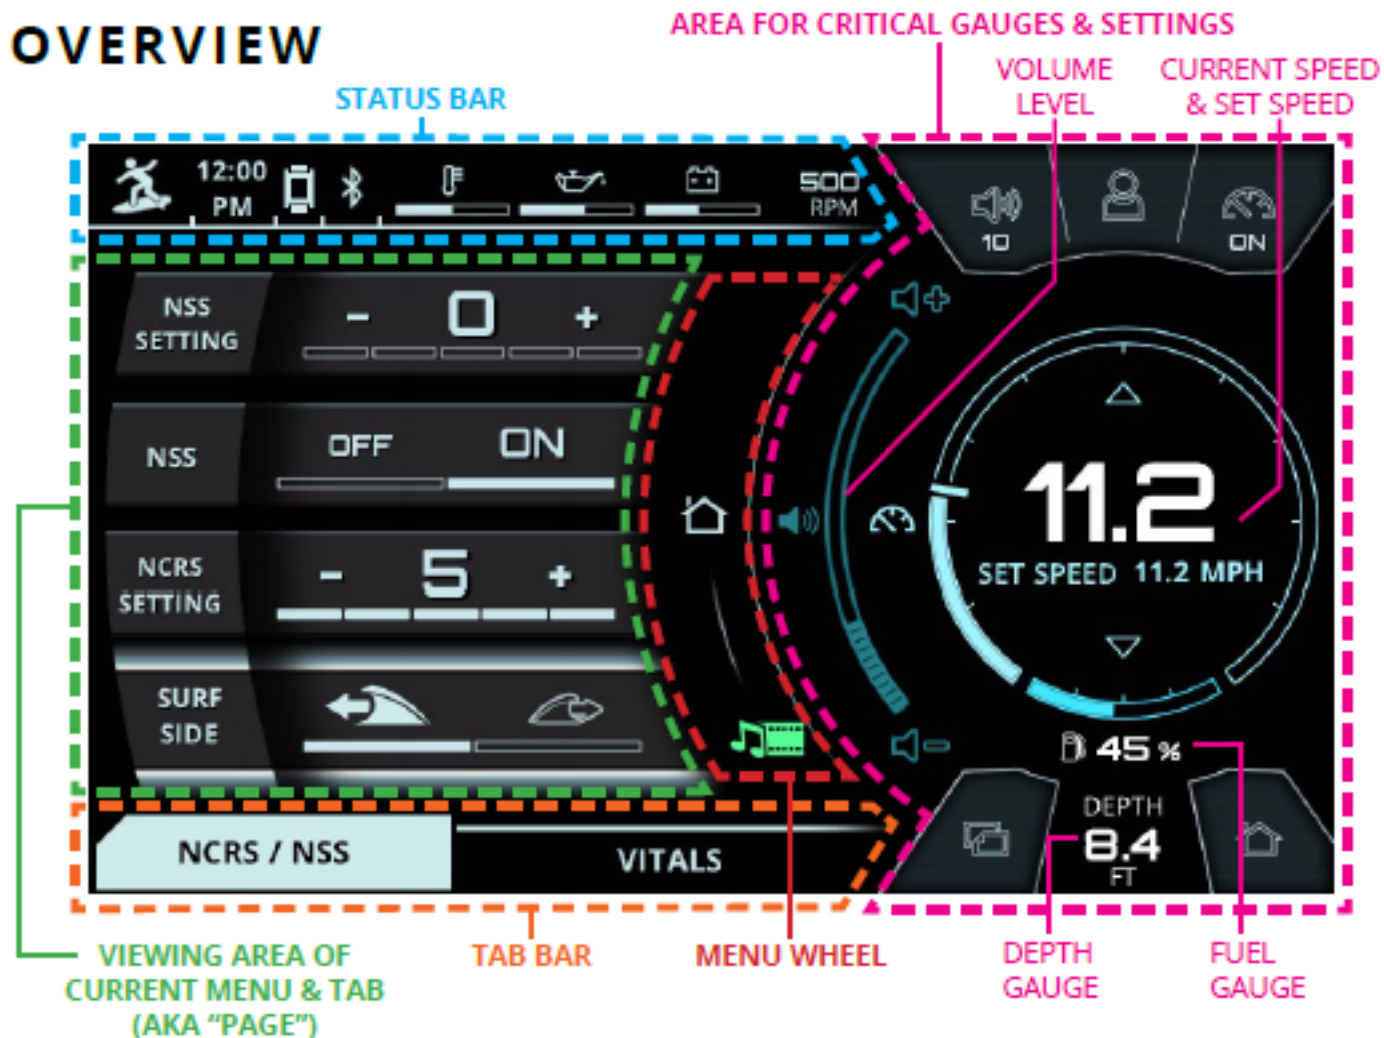 OVERVIEW
AREA FOR CRITICAL GAUGES & SETTINGS
VOLUME
LEVEL
CURRENT SPEED
& SET SPEED
STATUS BAR
12:00
PM
500
RPM
10
ON
NSS
SETTING
- 0 +
NSS
OFF ON
NCRS
SETTING
- 5 +
SURF
SIDE
11.2
SET SPEED 11.2 MPH
45 %
DEPTH
8.4
FT
NCRS / NSS
VITALS
VIEWING AREA OF
CURRENT MENU & TAB
(AKA “PAGE”)
TAB BAR
MENU WHEEL
DEPTH
GAUGE
FUEL
GAUGE